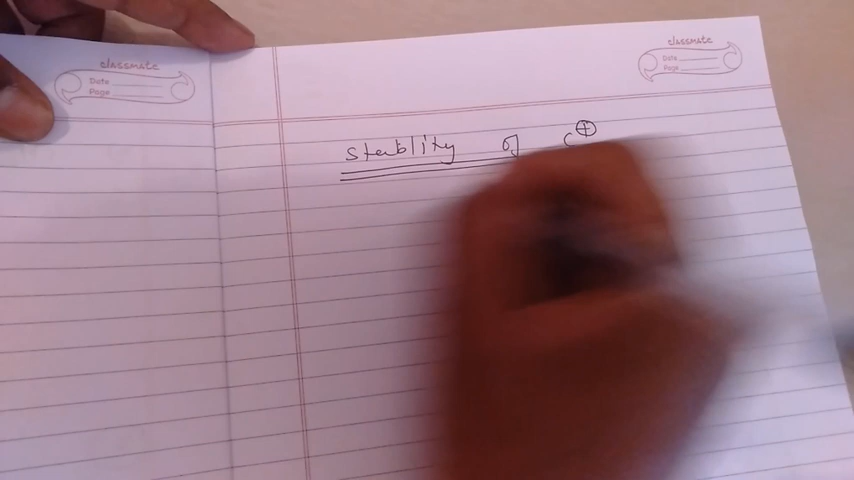 classmate
Date
Page
classmate
Date
Page
stablity of C⊕